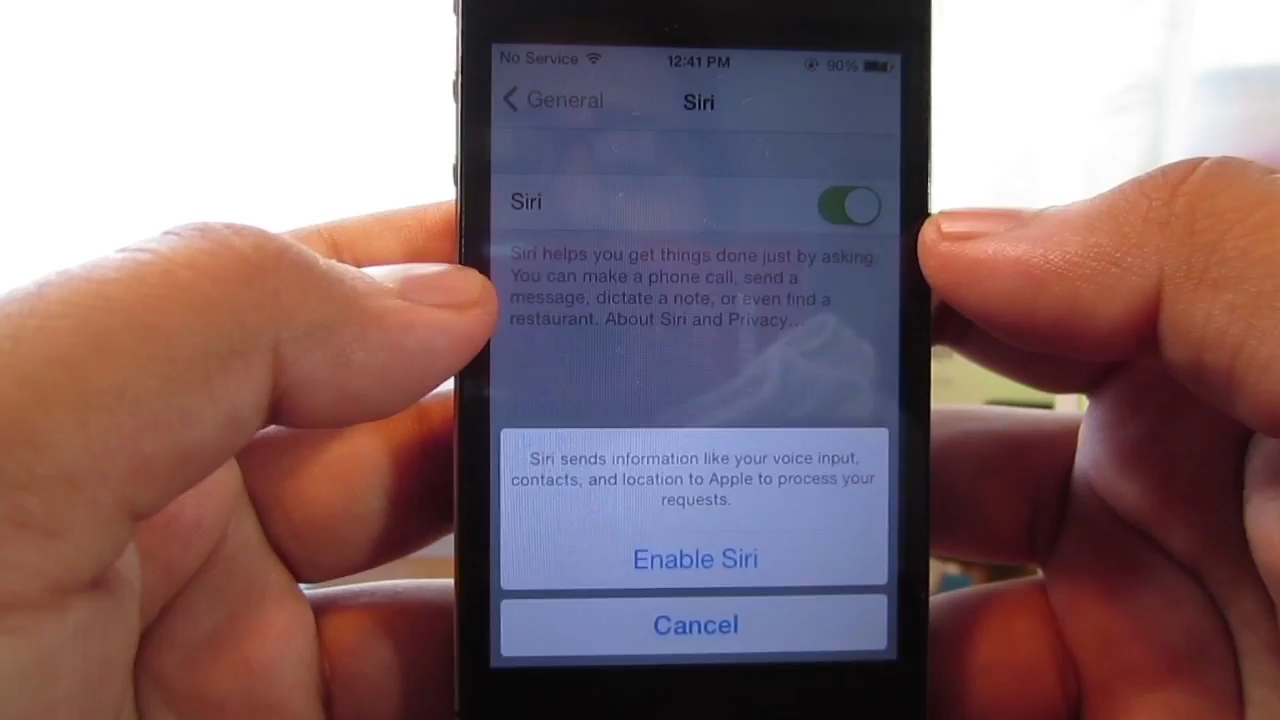 No Service 12:41 PM 90%
General Siri
Siri
Siri helps you get things done just by asking.
You can make a phone call, send a
message, dictate a note, or even find a
restaurant. About Siri and Privacy...
Siri sends information like your voice input,
contacts, and location to Apple to process your
requests.
Enable Siri
Cancel